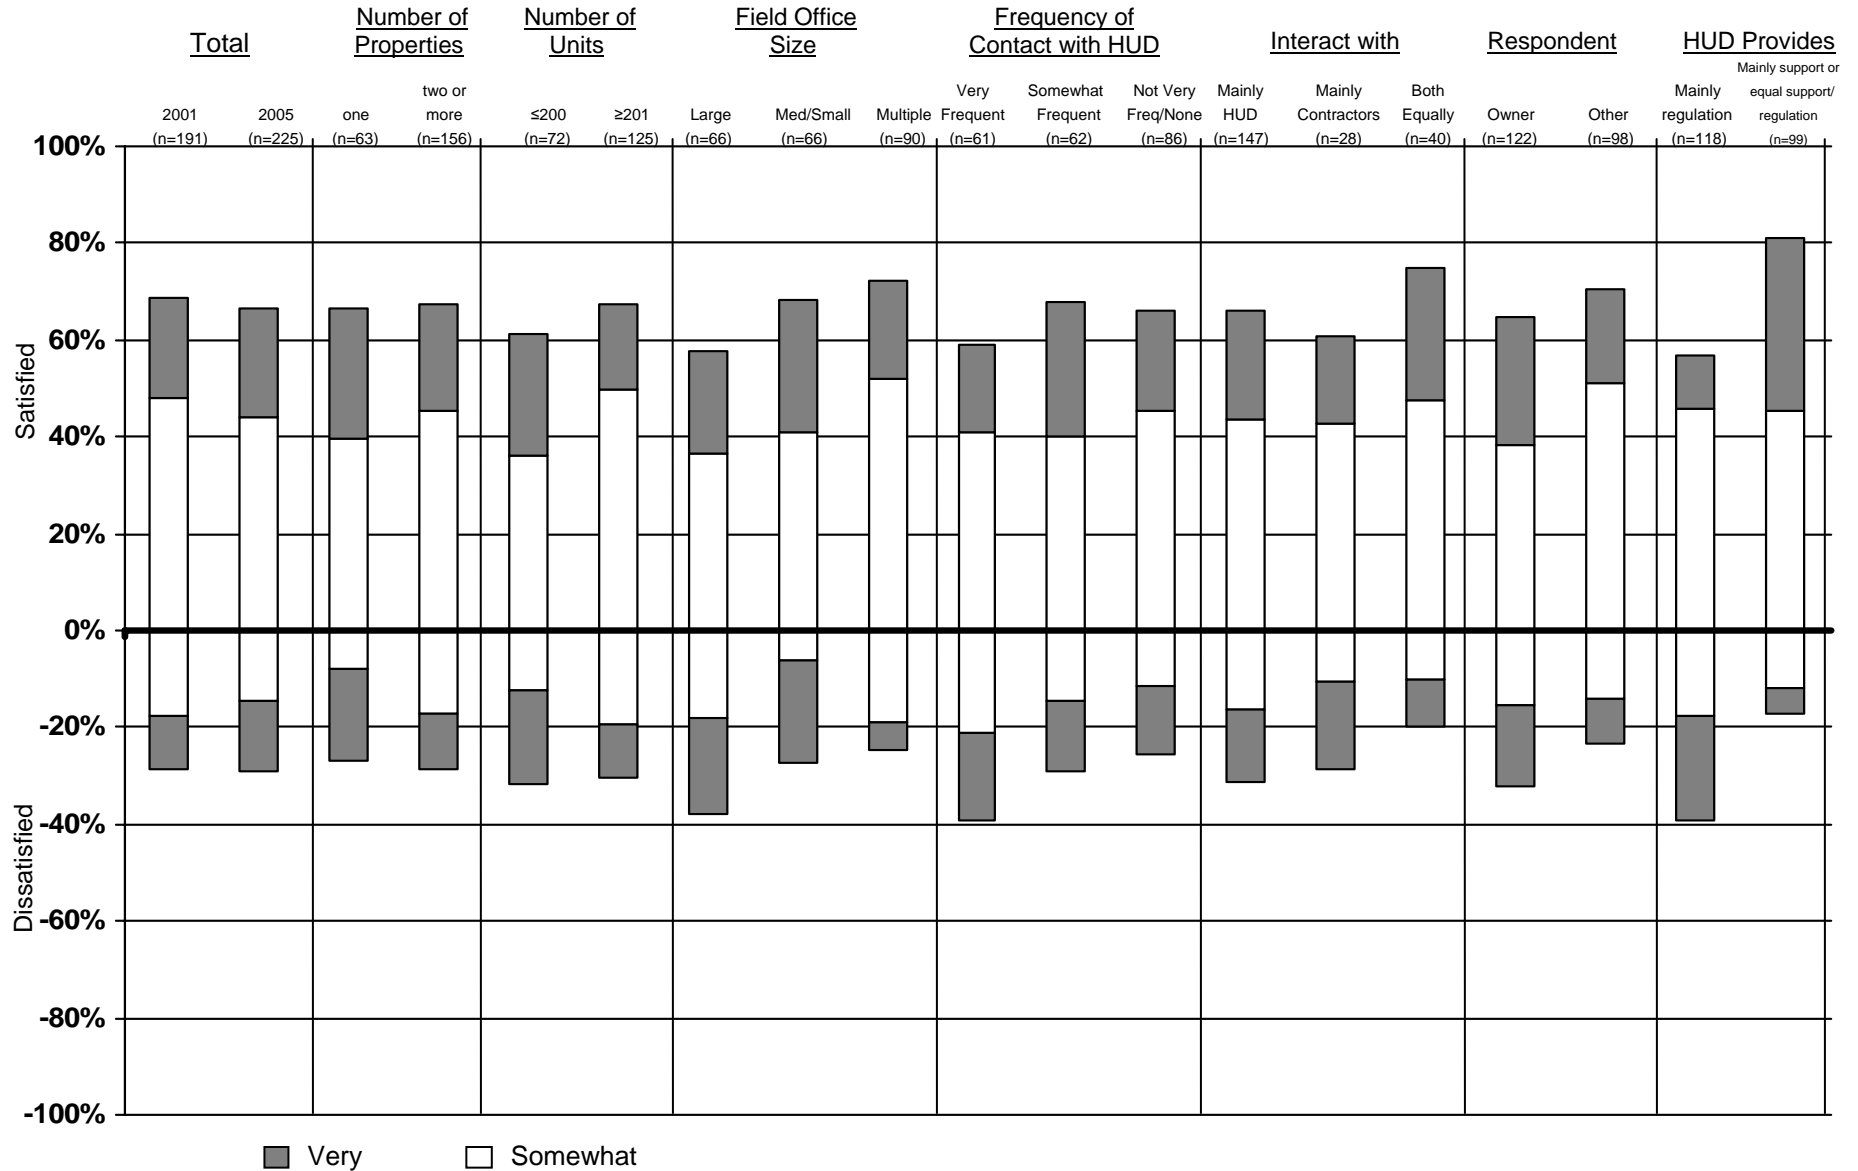 Total
Number of
Properties
Number of
Units
Field Office
Size
Frequency of
Contact with HUD
Interact with
Respondent
HUD Provides
2001
(n=191)
2005
(n=225)
one
(n=63)
two or
more
(n=156)
≤200
(n=72)
≥201
(n=125)
Large
(n=66)
Med/Small
(n=66)
Multiple
(n=90)
Very
Frequent
(n=61)
Somewhat
Frequent
(n=62)
Not Very
Freq/None
(n=86)
Mainly
HUD
(n=147)
Mainly
Contractors
(n=28)
Both
Equally
(n=40)
Owner
(n=122)
Other
(n=98)
Mainly
regulation
(n=118)
Mainly support or
equal support/
regulation
(n=99)
100%
80%
60%
40%
20%
0%
-20%
-40%
-60%
-80%
-100%
Satisfied
Dissatisfied
Very
Somewhat